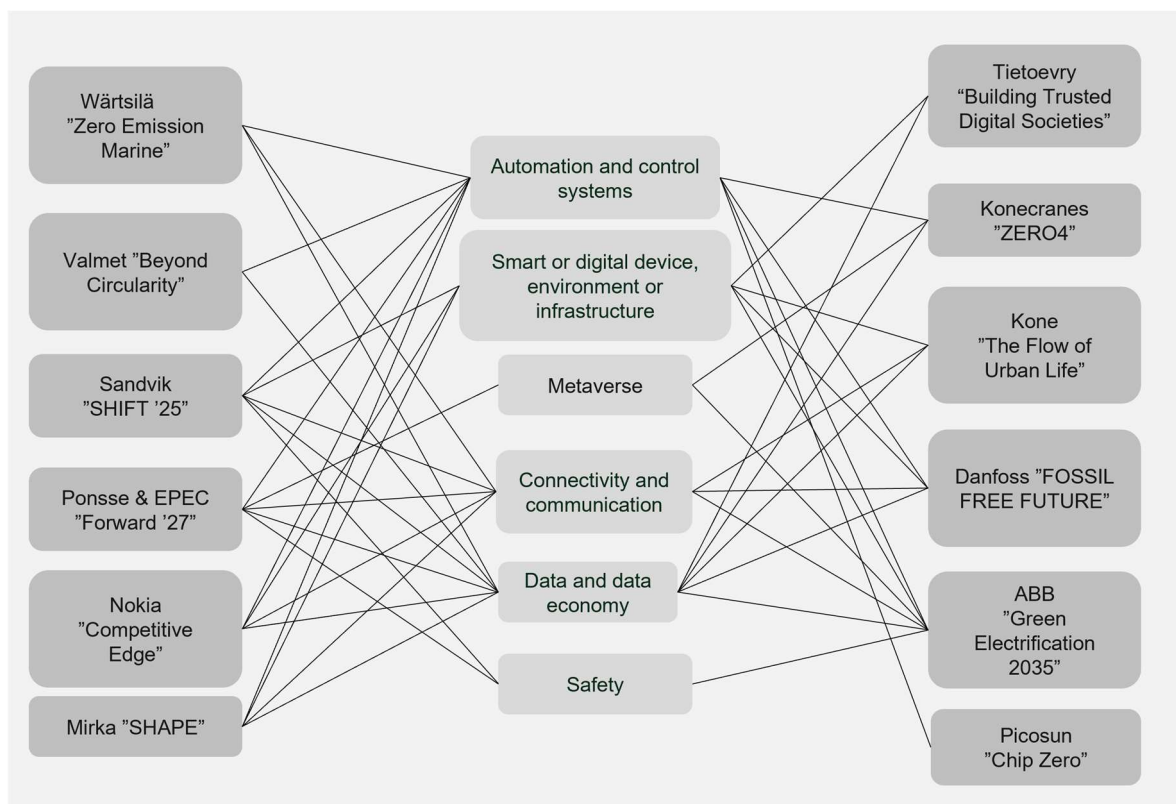 Wärtsilä
”Zero Emission
Marine”
Valmet ”Beyond
Circularity”
Sandvik
”SHIFT ’25”
Ponsse & EPEC
”Forward ’27”
Nokia
”Competitive
Edge”
Mirka ”SHAPE”
Automation and control
systems
Smart or digital device,
environment or
infrastructure
Metaverse
Connectivity and
communication
Data and data
economy
Safety
Tietoevry
“Building Trusted
Digital Societies”
Konecranes
”ZERO4”
Kone
”The Flow of
Urban Life”
Danfoss ”FOSSIL
FREE FUTURE”
ABB
”Green
Electrification
2035”
Picosun
”Chip Zero”